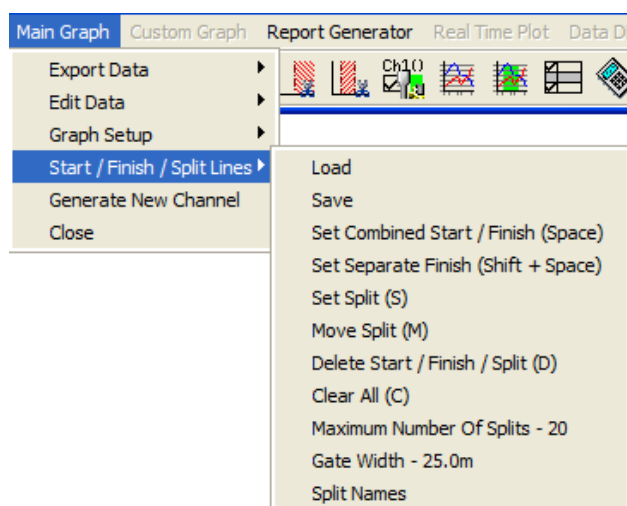 Main Graph Custom Graph Report Generator Real Time Plot Data D
Export Data
Edit Data
Graph Setup
Start / Finish / Split Lines
Generate New Channel
Close
Ch1()
Load
Save
Set Combined Start / Finish (Space)
Set Separate Finish (Shift + Space)
Set Split (S)
Move Split (M)
Delete Start / Finish / Split (D)
Clear All (C)
Maximum Number Of Splits - 20
Gate Width - 25.0m
Split Names